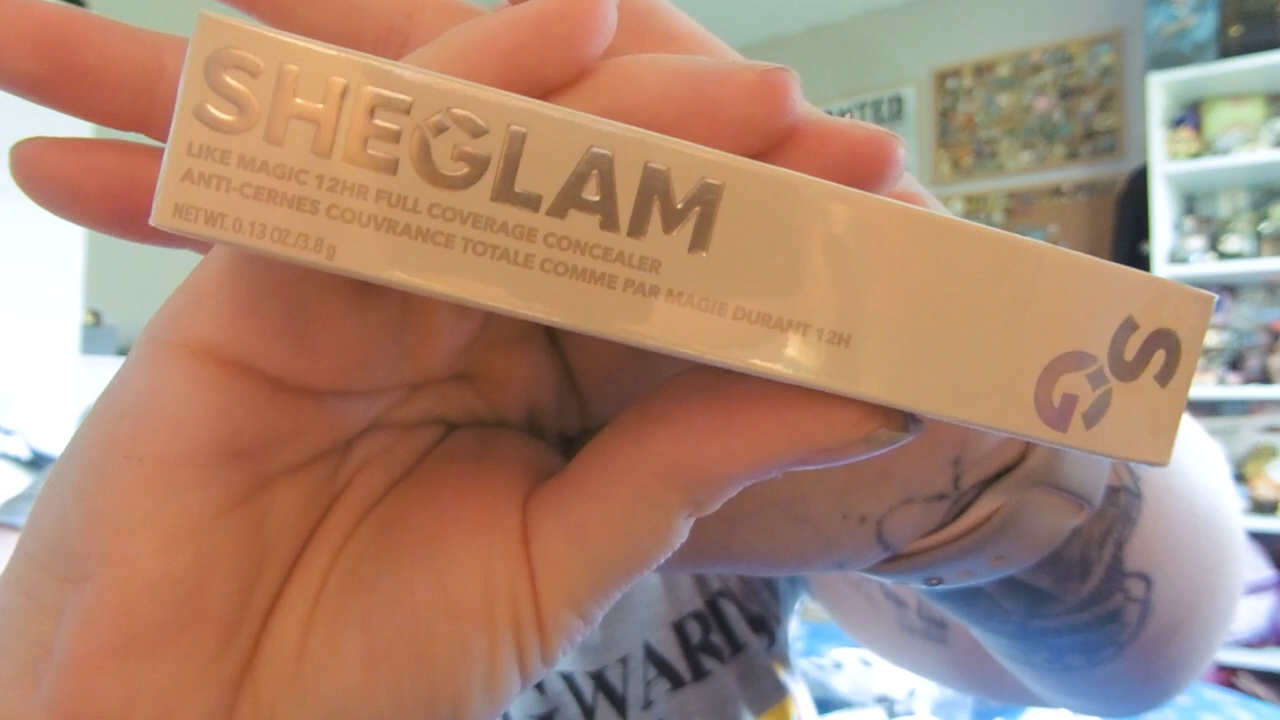 SHEGLAM
LIKE MAGIC 12HR FULL COVERAGE CONCEALER
ANTI-CERNES COUVRANCE TOTALE COMME PAR MAGIE DURANT 12H
NET WT. 0.13 OZ./3.8 g
SG